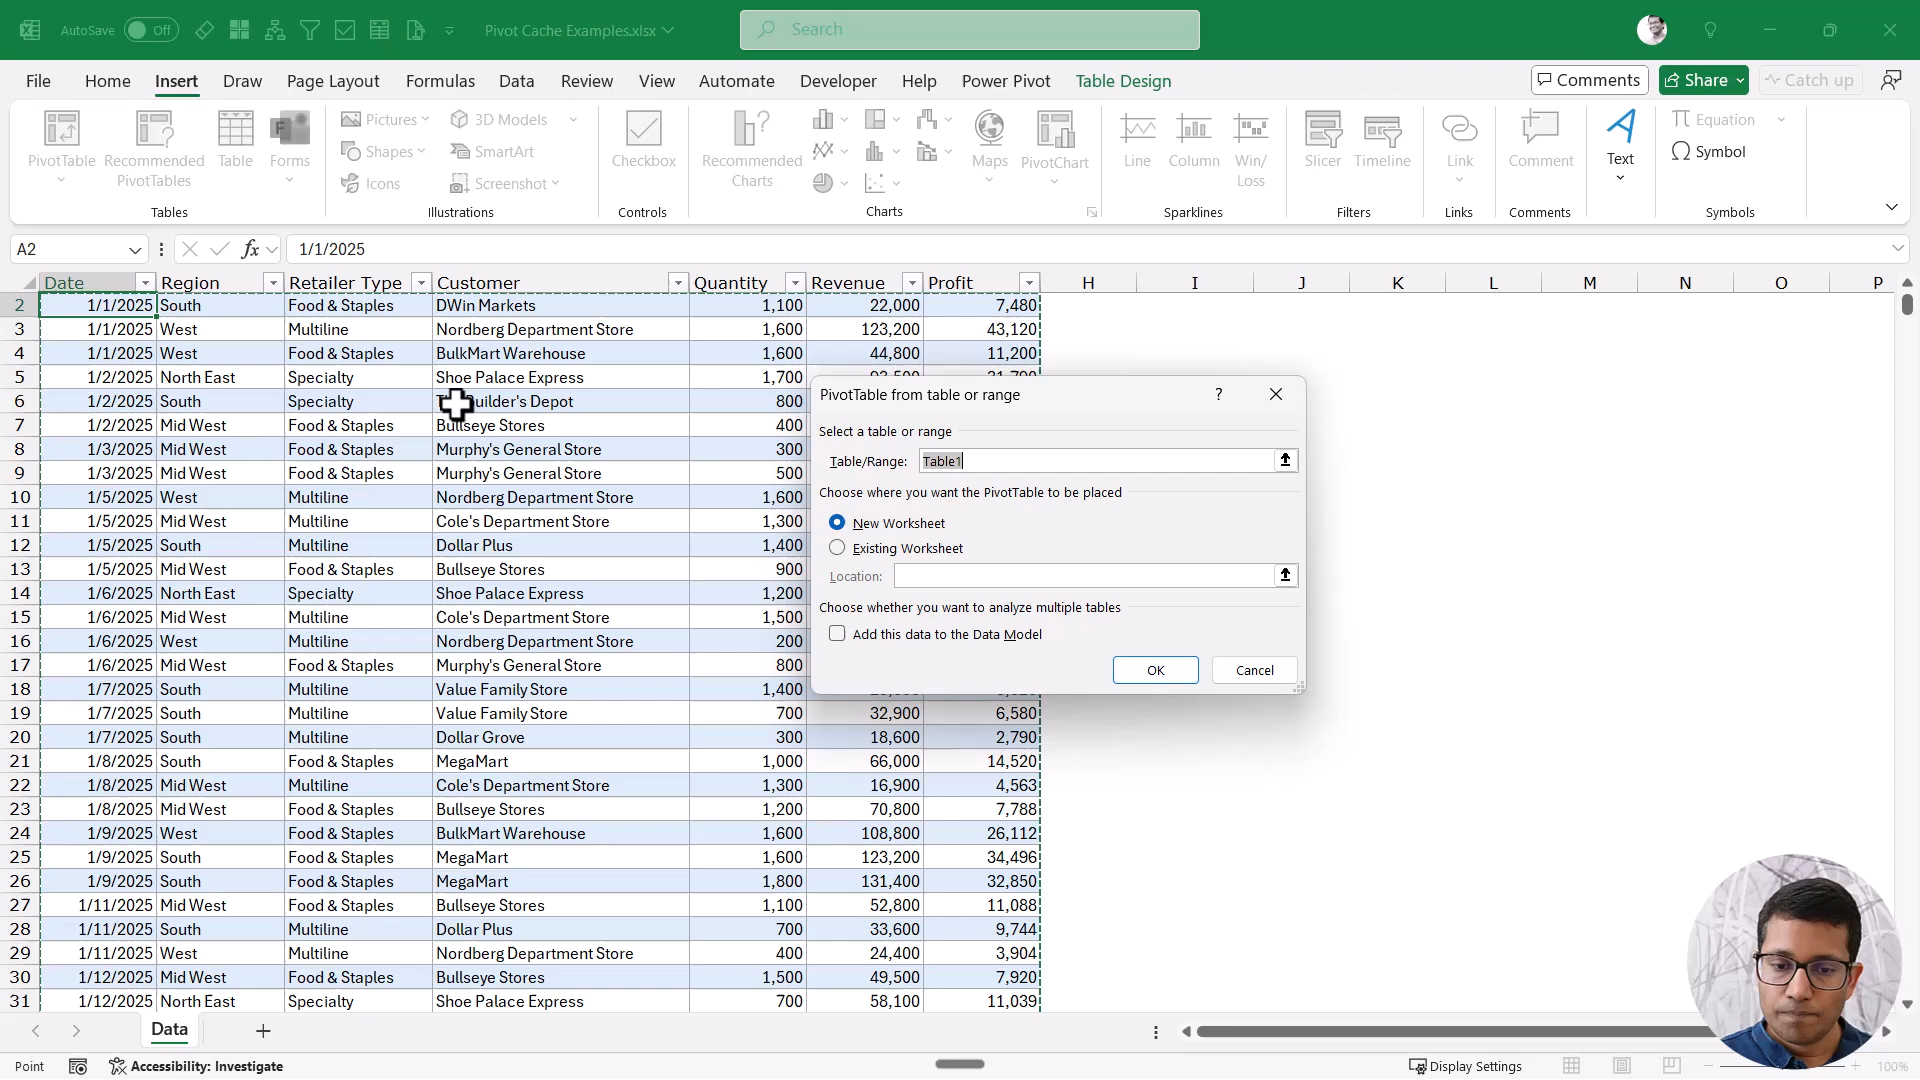 AutoSave Off Pivot Cache Examples.xlsx Search
File Home Insert Draw Page Layout Formulas Data Review View Automate Developer Help Power Pivot Table Design Comments Share Catch up
PivotTable Recommended PivotTables Table Forms Pictures Shapes Icons 3D Models SmartArt Screenshot Checkbox Recommended Charts Maps PivotChart Line Column Win/Loss Slicer Timeline Link Comment Text Equation Symbol
Tables Illustrations Controls Charts Sparklines Filters Links Comments Symbols
A2 fx 1/1/2025
Date Region Retailer Type Customer Quantity Revenue Profit H I J K L M N O P
2 1/1/2025 South Food & Staples DWin Markets 1,100 22,000 7,480
3 1/1/2025 West Multiline Nordberg Department Store 1,600 123,200 43,120
4 1/1/2025 West Food & Staples BulkMart Warehouse 1,600 44,800 11,200
5 1/2/2025 North East Specialty Shoe Palace Express 1,700
6 1/2/2025 South Specialty Builder's Depot 800
7 1/2/2025 Mid West Food & Staples Bullseye Stores 400
8 1/3/2025 Mid West Food & Staples Murphy's General Store 300
9 1/3/2025 Mid West Food & Staples Murphy's General Store 500
10 1/5/2025 West Multiline Nordberg Department Store 1,600
11 1/5/2025 Mid West Multiline Cole's Department Store 1,300
12 1/5/2025 South Multiline Dollar Plus 1,400
13 1/5/2025 Mid West Food & Staples Bullseye Stores 900
14 1/6/2025 North East Specialty Shoe Palace Express 1,200
15 1/6/2025 Mid West Multiline Cole's Department Store 1,500
16 1/6/2025 West Multiline Nordberg Department Store 200
17 1/6/2025 Mid West Food & Staples Murphy's General Store 800
18 1/7/2025 South Multiline Value Family Store 1,400
19 1/7/2025 South Multiline Value Family Store 700 32,900 6,580
20 1/7/2025 South Multiline Dollar Grove 300 18,600 2,790
21 1/8/2025 South Food & Staples MegaMart 1,000 66,000 14,520
22 1/8/2025 Mid West Multiline Cole's Department Store 1,300 16,900 4,563
23 1/8/2025 Mid West Food & Staples Bullseye Stores 1,200 70,800 7,788
24 1/9/2025 West Food & Staples BulkMart Warehouse 1,600 108,800 26,112
25 1/9/2025 South Food & Staples MegaMart 1,600 123,200 34,496
26 1/9/2025 South Food & Staples MegaMart 1,800 131,400 32,850
27 1/11/2025 Mid West Food & Staples Bullseye Stores 1,100 52,800 11,088
28 1/11/2025 South Multiline Dollar Plus 700 33,600 9,744
29 1/11/2025 West Multiline Nordberg Department Store 400 24,400 3,904
30 1/12/2025 Mid West Food & Staples Bullseye Stores 1,500 49,500 7,920
31 1/12/2025 North East Specialty Shoe Palace Express 700 58,100 11,039
PivotTable from table or range ?
Select a table or range
Table/Range: Table1
Choose where you want the PivotTable to be placed
New Worksheet
Existing Worksheet
Location:
Choose whether you want to analyze multiple tables
Add this data to the Data Model
OK Cancel
Data
Point Accessibility: Investigate Display Settings 100%